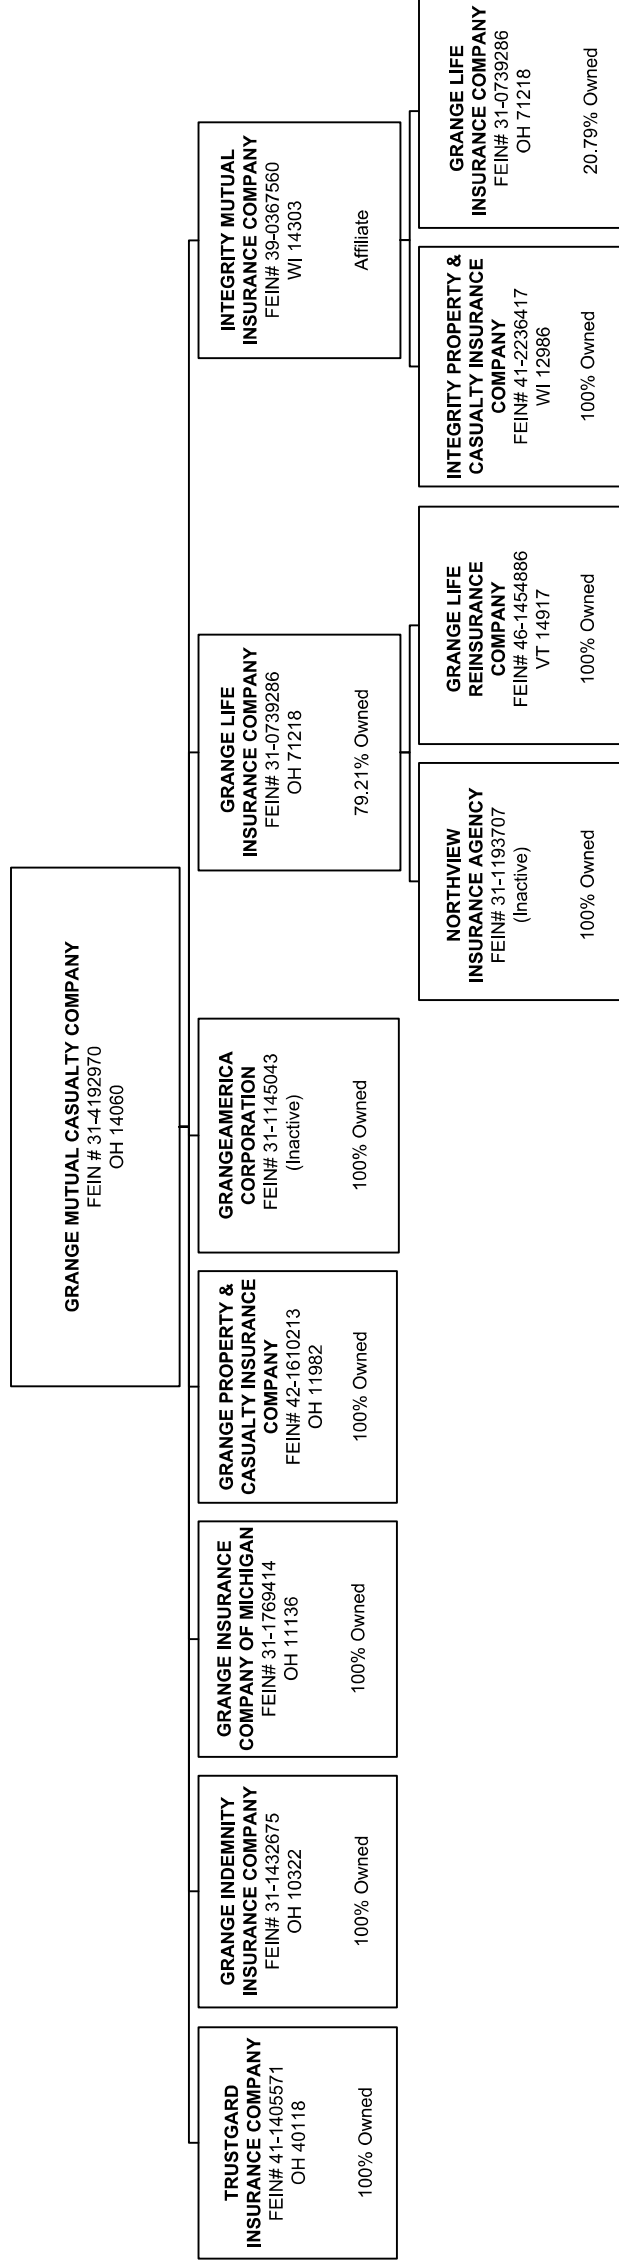 GRANGE MUTUAL CASUALTY COMPANY
FEIN # 31-4192970
OH 14060
TRUSTGARD
INSURANCE COMPANY
FEIN# 41-1405571
OH 40118
100% Owned
GRANGE INDEMNITY
INSURANCE COMPANY
FEIN# 31-1432675
OH 10322
100% Owned
GRANGE INSURANCE
COMPANY OF MICHIGAN
FEIN# 31-1769414
OH 11136
100% Owned
GRANGE PROPERTY &
CASUALTY INSURANCE
COMPANY
FEIN# 42-1610213
OH 11982
100% Owned
GRANGEAMERICA
CORPORATION
FEIN# 31-1145043
(Inactive)
100% Owned
GRANGE LIFE
INSURANCE COMPANY
FEIN# 31-0739286
OH 71218
79.21% Owned
INTEGRITY MUTUAL
INSURANCE COMPANY
FEIN# 39-0367560
WI 14303
Affiliate
NORTHVIEW
INSURANCE AGENCY
FEIN# 31-1193707
(Inactive)
100% Owned
GRANGE LIFE
REINSURANCE
COMPANY
FEIN# 46-1454886
VT 14917
100% Owned
INTEGRITY PROPERTY &
CASUALTY INSURANCE
COMPANY
FEIN# 41-2236417
WI 12986
100% Owned
GRANGE LIFE
INSURANCE COMPANY
FEIN# 31-0739286
OH 71218
20.79% Owned